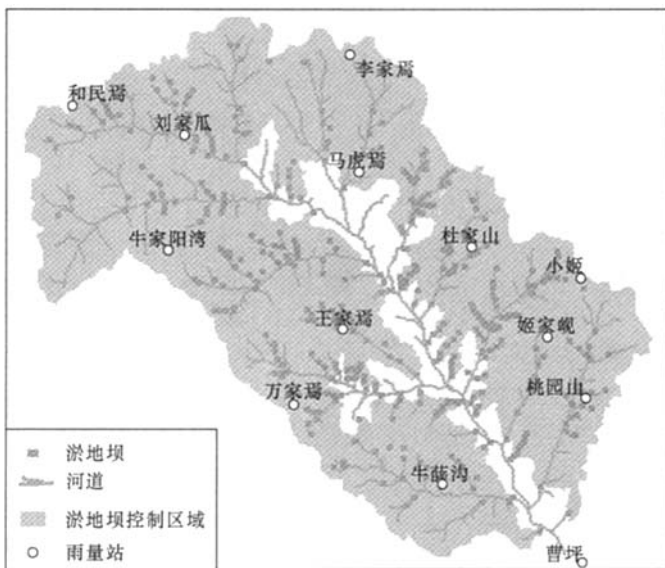 李家焉
和民焉
刘家瓜
马虎焉
牛家阳湾
杜家山
小姬
王家焉
姬家岘
万家焉
桃园山
牛薛沟
曹坪
淤地坝
河道
淤地坝控制区域
雨量站